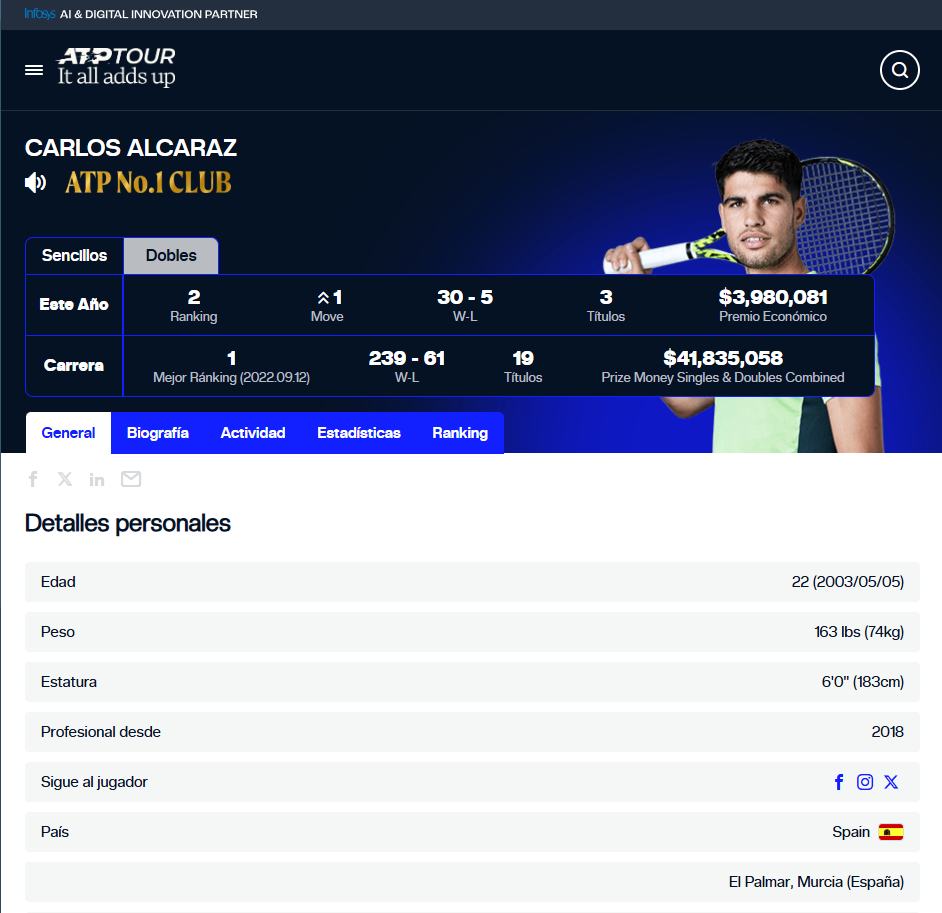 Infosys AI & DIGITAL INNOVATION PARTNER
ATPTOUR
It all adds up
CARLOS ALCARAZ
ATP No.1 CLUB
Sencillos Dobles
Este Año
2 1 30 - 5 3 $3,980,081
Ranking Move W-L Títulos Premio Económico
Carrera
1 239 - 61 19 $41,835,058
Mejor Ránking (2022.09.12) W-L Títulos Prize Money Singles & Doubles Combined
General Biografía Actividad Estadísticas Ranking
Detalles personales
Edad 22 (2003/05/05)
Peso 163 lbs (74kg)
Estatura 6'0" (183cm)
Profesional desde 2018
Sigue al jugador
País Spain
El Palmar, Murcia (España)